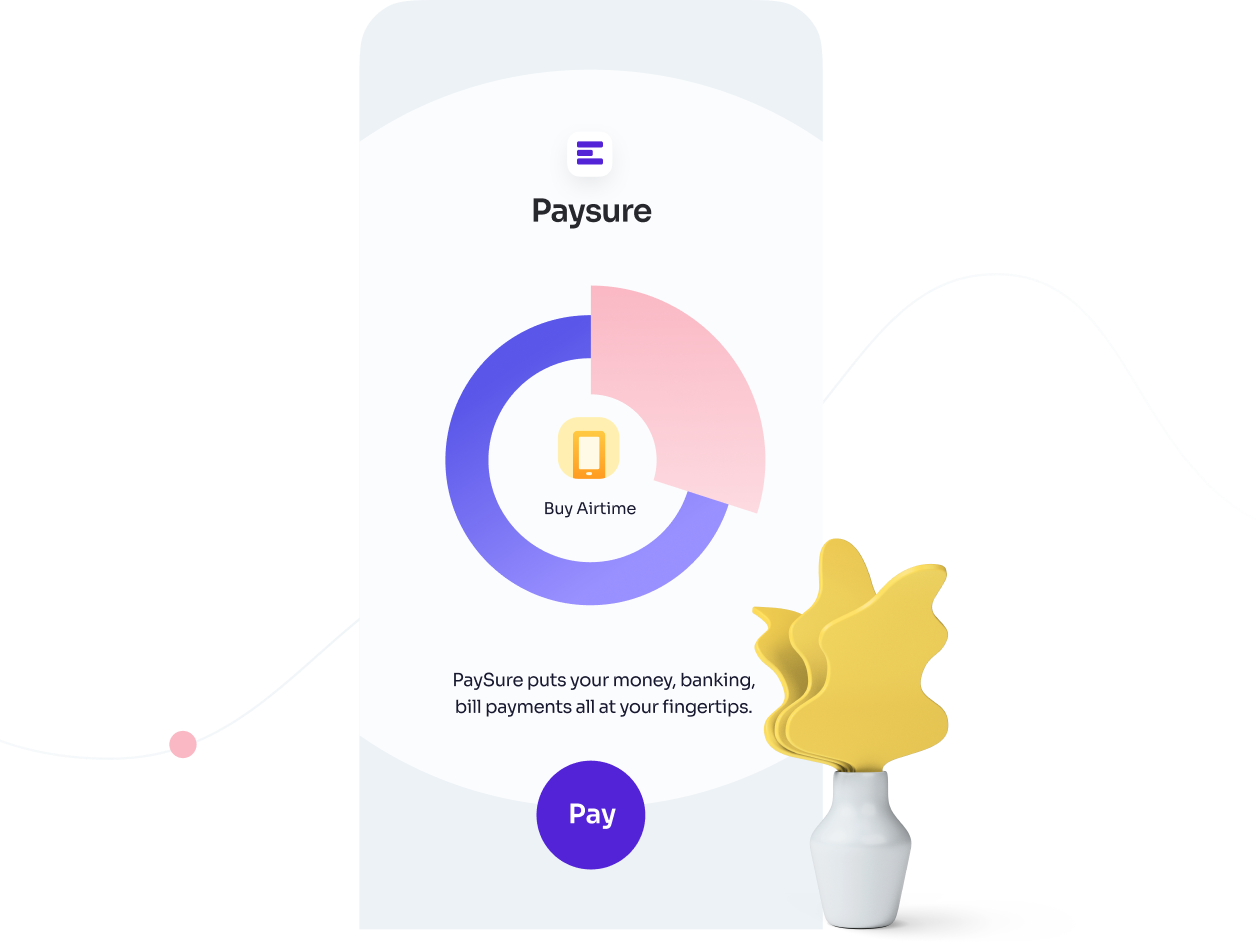 Paysure
Buy Airtime
PaySure puts your money, banking,
bill payments all at your fingertips.
Pay